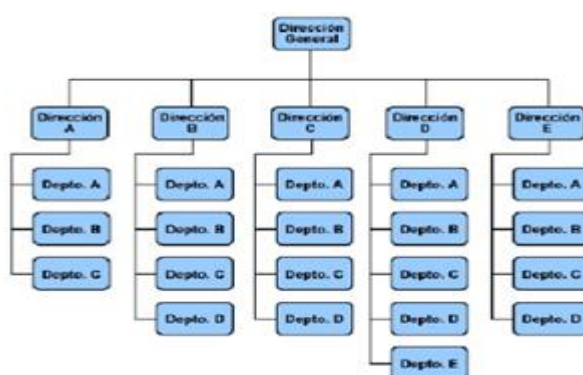 Dirección
General
Dirección
A
Dirección
B
Dirección
C
Dirección
D
Dirección
E
Depto. A
Depto. A
Depto. A
Depto. A
Depto. A
Depto. B
Depto. B
Depto. B
Depto. B
Depto. B
Depto. C
Depto. C
Depto. C
Depto. C
Depto. C
Depto. D
Depto. D
Depto. D
Depto. D
Depto. E